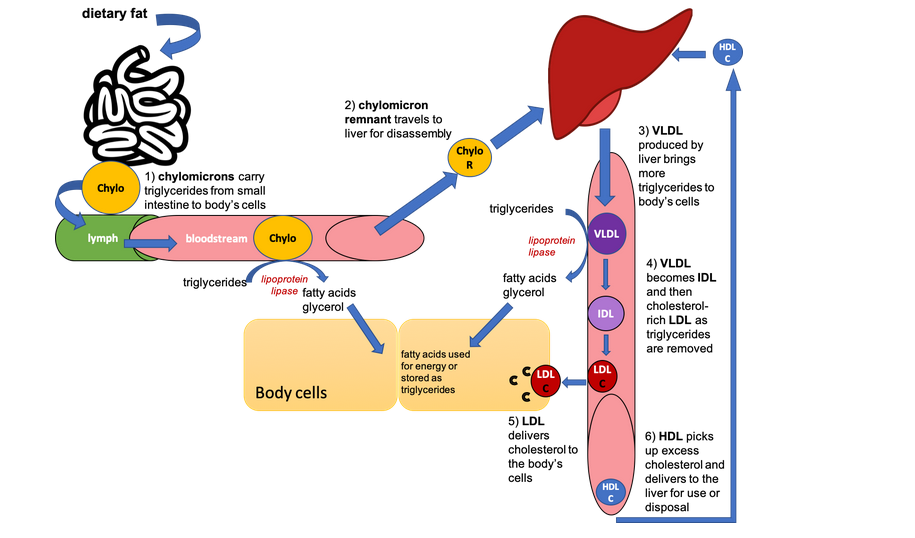 dietary fat
Chylo
1) chylomicrons carry
triglycerides from small
intestine to body's cells
lymph
bloodstream
Chylo
triglycerides
lipoprotein
lipase
fatty acids
glycerol
2) chylomicron
remnant travels to
liver for disassembly
Chylo
R
HDL
C
3) VLDL
produced by
liver brings
more
triglycerides to
body's cells
triglycerides
lipoprotein
lipase
VLDL
fatty acids
glycerol
4) VLDL
becomes IDL
and then
cholesterol-
rich LDL as
triglycerides
are removed
IDL
LDL
C
Body cells
fatty acids used
for energy or
stored as
triglycerides
C
C
C
LDL
C
5) LDL
delivers
cholesterol to
the body's
cells
6) HDL picks
up excess
cholesterol and
delivers to the
liver for use or
disposal
HDL
C